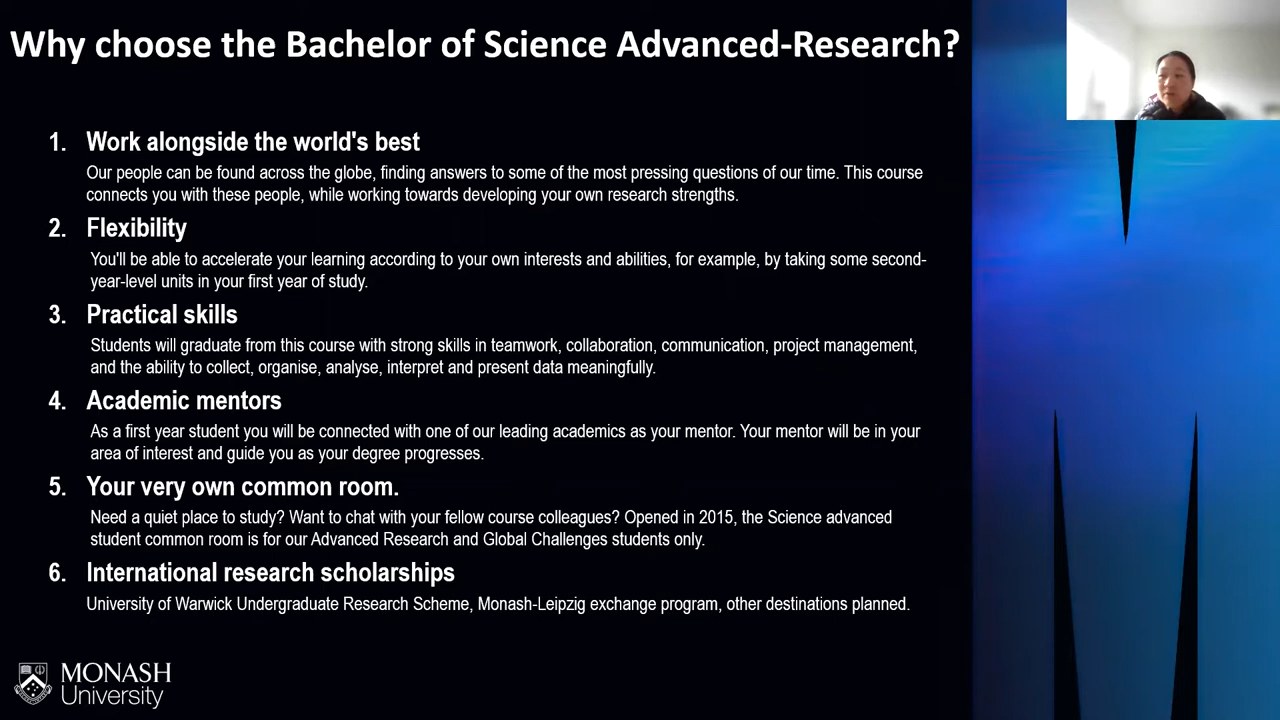 Why choose the Bachelor of Science Advanced-Research?
1. Work alongside the world's best
Our people can be found across the globe, finding answers to some of the most pressing questions of our time. This course
connects you with these people, while working towards developing your own research strengths.
2. Flexibility
You'll be able to accelerate your learning according to your own interests and abilities, for example, by taking some second-
year-level units in your first year of study.
3. Practical skills
Students will graduate from this course with strong skills in teamwork, collaboration, communication, project management,
and the ability to collect, organise, analyse, interpret and present data meaningfully.
4. Academic mentors
As a first year student you will be connected with one of our leading academics as your mentor. Your mentor will be in your
area of interest and guide you as your degree progresses.
5. Your very own common room.
Need a quiet place to study? Want to chat with your fellow course colleagues? Opened in 2015, the Science advanced
student common room is for our Advanced Research and Global Challenges students only.
6. International research scholarships
University of Warwick Undergraduate Research Scheme, Monash-Leipzig exchange program, other destinations planned.
MONASH
University